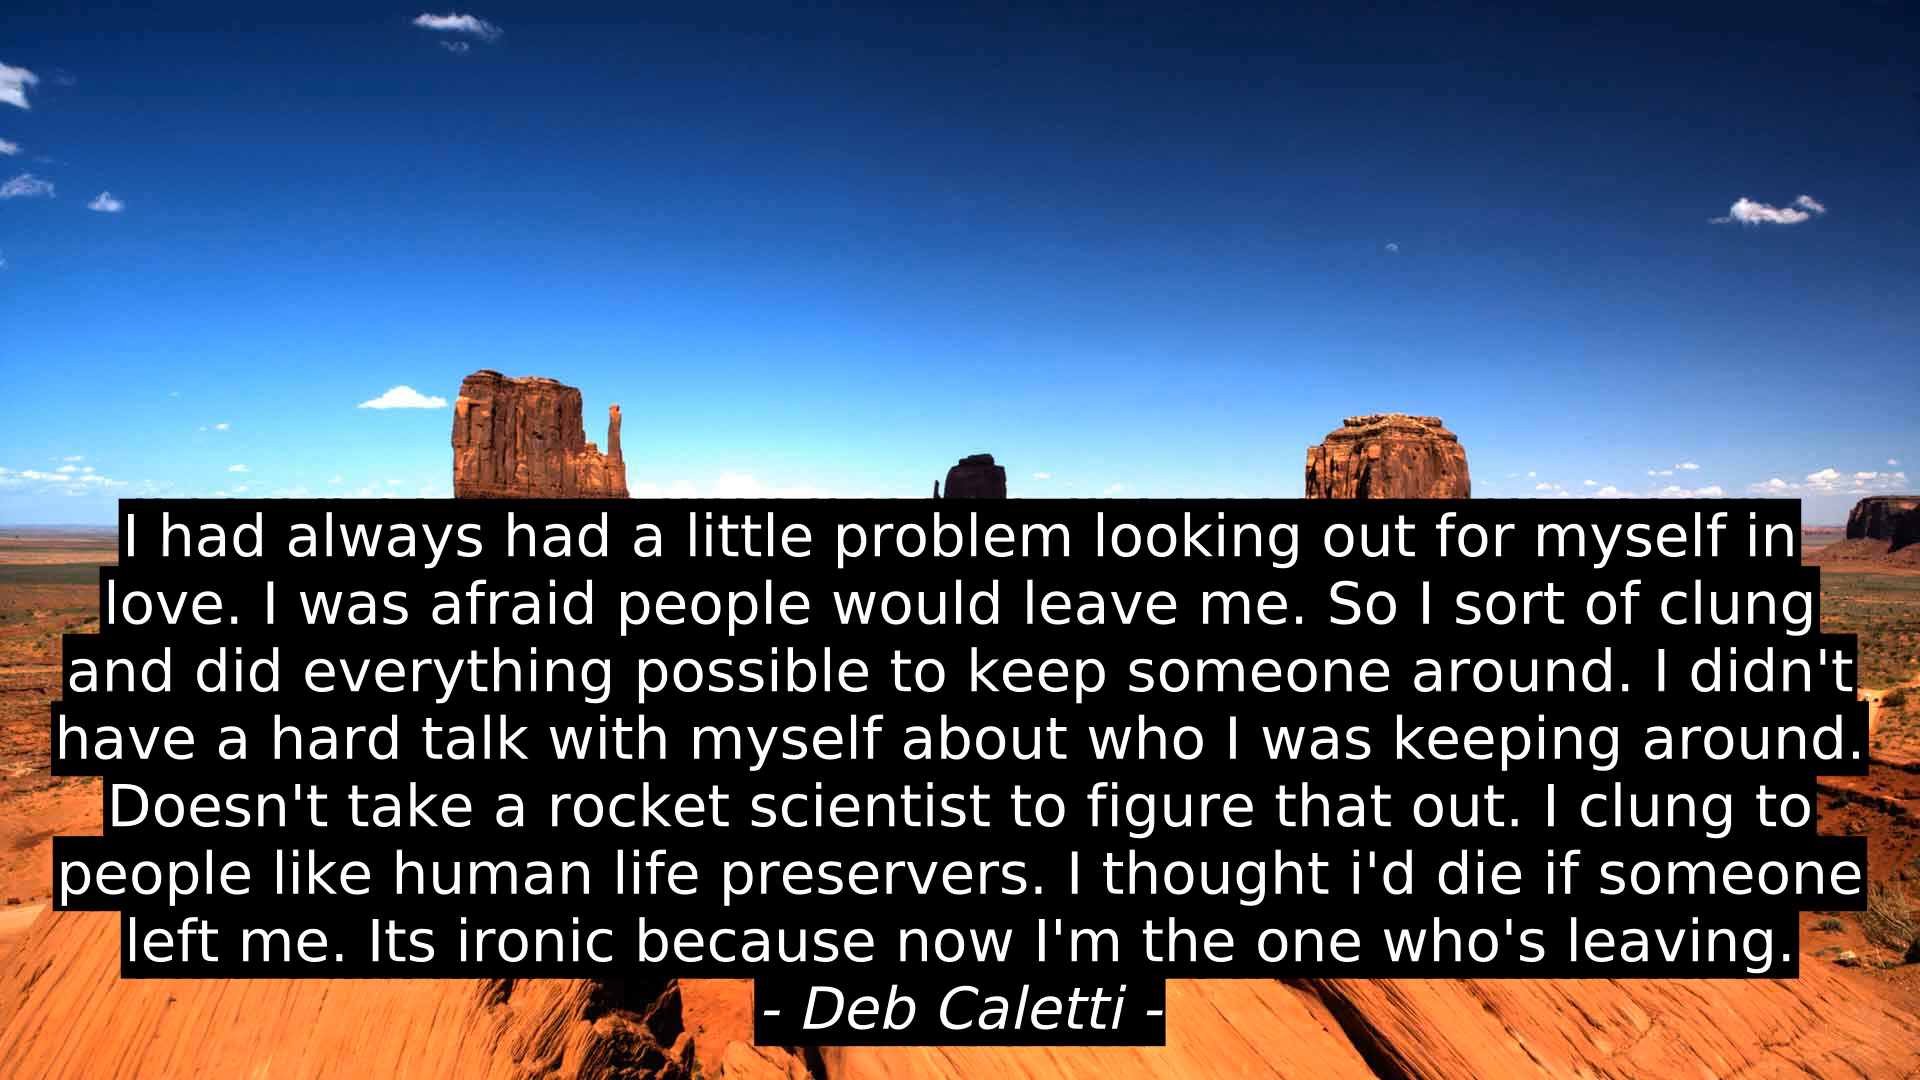 I had always had a little problem looking out for myself in
love. I was afraid people would leave me. So I sort of clung
and did everything possible to keep someone around. I didn't
have a hard talk with myself about who I was keeping around.
Doesn't take a rocket scientist to figure that out. I clung to
people like human life preservers. I thought i'd die if someone
left me. Its ironic because now I'm the one who's leaving.
- Deb Caletti -